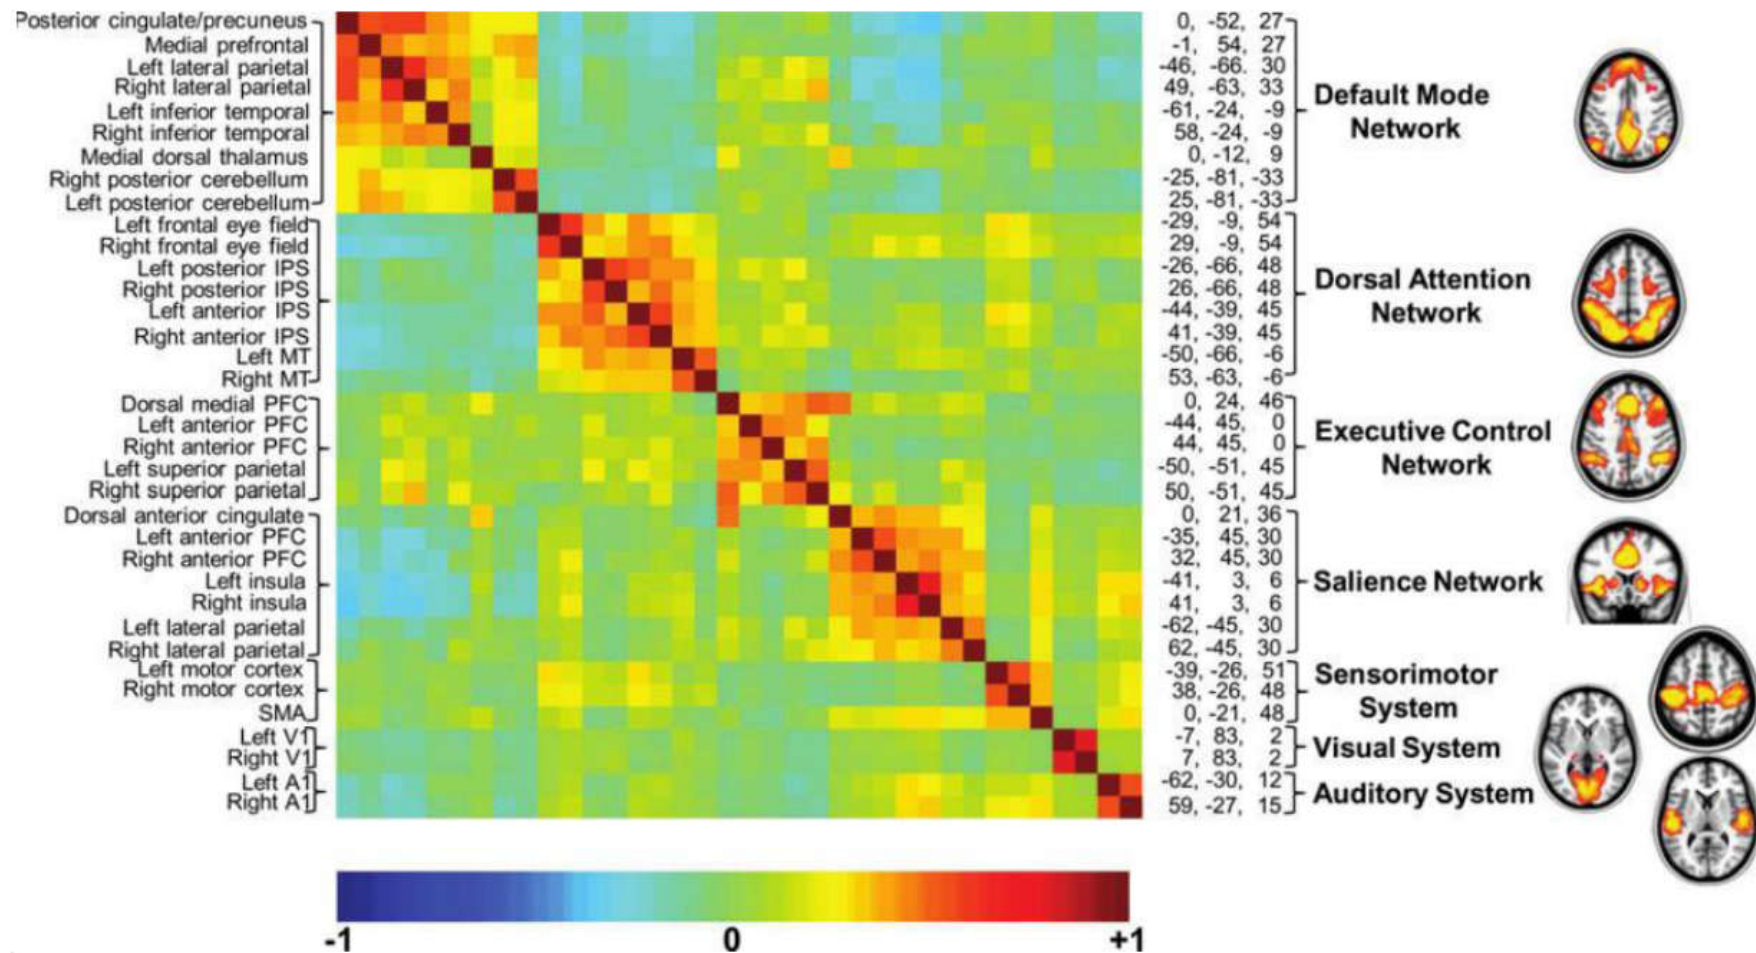 Posterior cingulate/precuneus 0, -52, 27
Medial prefrontal -1, 54, 27
Left lateral parietal -46, -66. 30
Right lateral parietal 49, -63, 33
Left inferior temporal -61, -24, -9
Right inferior temporal 58, -24, -9
Medial dorsal thalamus 0, -12, 9
Right posterior cerebellum -25, -81, -33
Left posterior cerebellum 25, -81, -33
Default Mode
Network
Left frontal eye field -29, -9, 54
Right frontal eye field 29, -9, 54
Left posterior IPS -26, -66, 48
Right posterior IPS 26, -66, 48
Left anterior IPS -44, -39, 45
Right anterior IPS 41, -39, 45
Left MT -50, -66, -6
Right MT 53, -63, -6
Dorsal Attention
Network
Dorsal medial PFC 0, 24, 46
Left anterior PFC -44, 45, 0
Right anterior PFC 44, 45, 0
Left superior parietal -50, -51, 45
Right superior parietal 50, -51, 45
Executive Control
Network
Dorsal anterior cingulate 0, 21, 36
Left anterior PFC -35, 45, 30
Right anterior PFC 32, 45, 30
Left insula -41, 3, 6
Right insula 41, 3, 6
Left lateral parietal -62, -45, 30
Right lateral parietal 62, -45, 30
Salience Network
Left motor cortex -39, -26, 51
Right motor cortex 38, -26, 48
SMA 0, -21, 48
Sensorimotor
System
Left V1 -7, 83, 2
Right V1 7, 83, 2
Visual System
Left A1 -62, -30, 12
Right A1 59, -27, 15
Auditory System
-1 0 +1